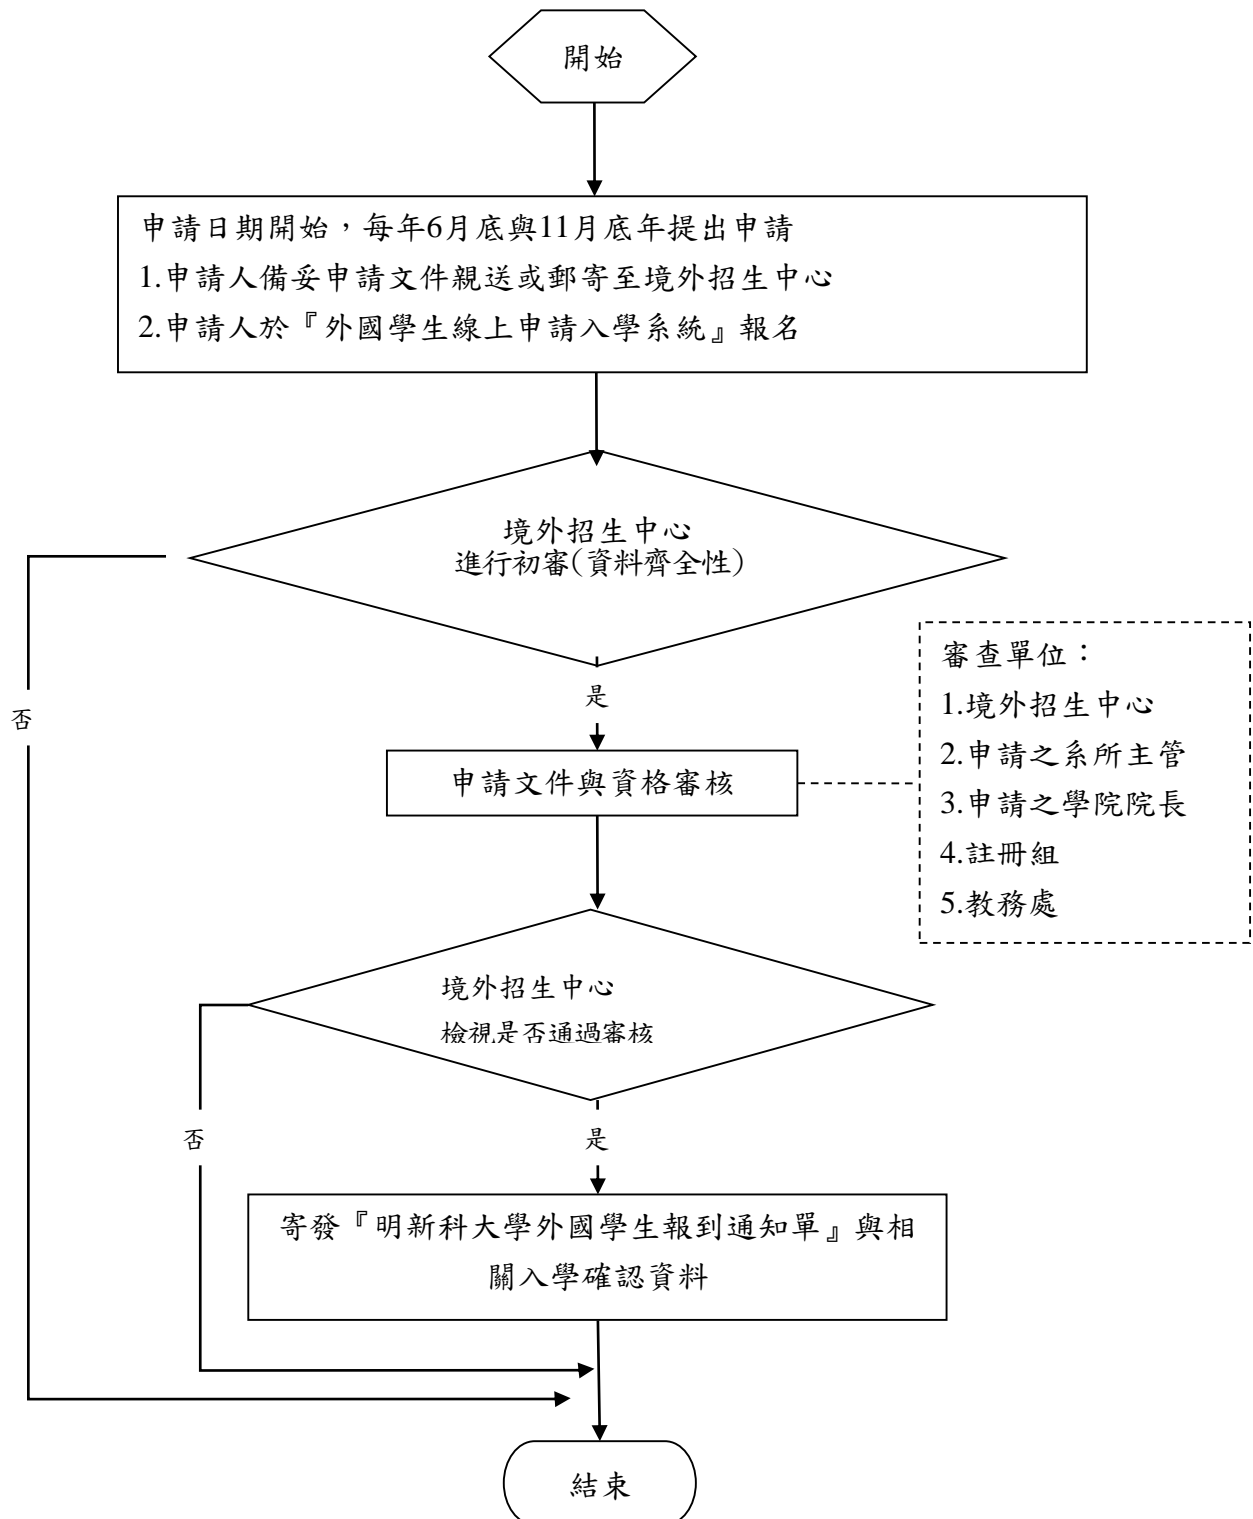 開始
申請日期開始，每年6月底與11月底年提出申請
1.申請人備妥申請文件親送或郵寄至境外招生中心
2.申請人於『外國學生線上申請入學系統』報名
境外招生中心
進行初審(資料齊全性)
否
是
審查單位：
1.境外招生中心
2.申請之系所主管
3.申請之學院院長
4.註冊組
5.教務處
申請文件與資格審核
境外招生中心
檢視是否通過審核
否
是
寄發『明新科大學外國學生報到通知單』與相
關入學確認資料
結束